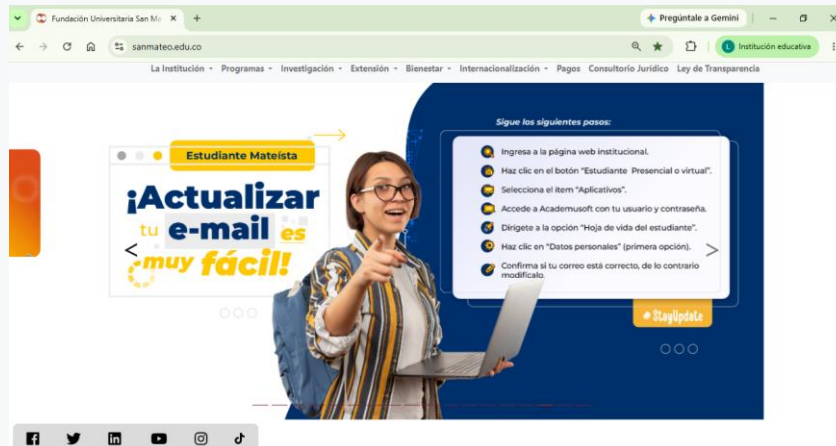 Fundación Universitaria San Ma
Pregúntale a Gemini
sanmateo.edu.co
Institución educativa
La Institución Programas Investigación Extensión Bienestar Internacionalización Pagos Consultorio Jurídico Ley de Transparencia
Estudiante Mateísta
¡Actualizar
tu e-mail es
muy fácil!
Sigue los siguientes pasos:
Ingresa a la página web institucional.
Haz clic en el botón "Estudiante Presencial o virtual".
Selecciona el item "Aplicativos".
Accede a Academusoft con tu usuario y contraseña.
Dirígete a la opción "Hoja de vida del estudiante".
Haz clic en "Datos personales" (primera opción).
Confirma si tu correo está correcto, de lo contrario
modifícalo.
#StayUpdate